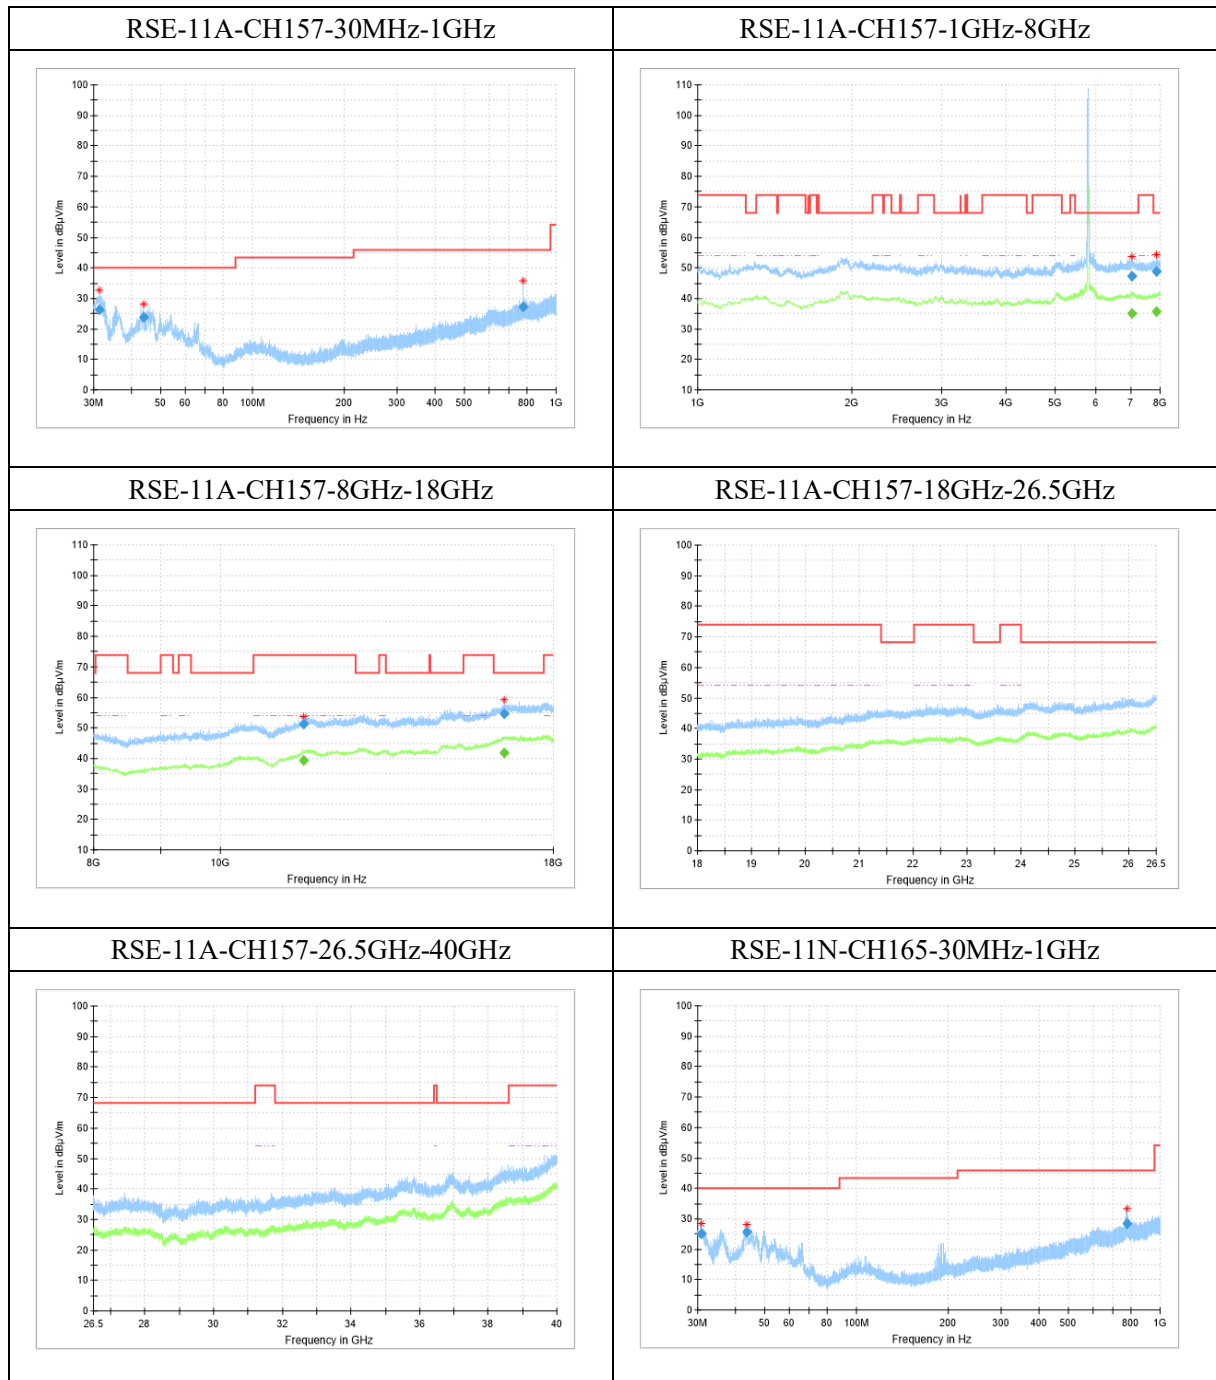 RSE-11A-CH157-30MHz-1GHz
RSE-11A-CH157-1GHz-8GHz
100
90
80
70
60
50
40
30
20
10
0
Level in dBµV/m
30M 50 60 80 100M 200 300 400 500 800 1G
Frequency in Hz
110
100
90
80
70
60
50
40
30
20
10
Level in dBµV/m
1G 2G 3G 4G 5G 6 7 8G
Frequency in Hz
RSE-11A-CH157-8GHz-18GHz
RSE-11A-CH157-18GHz-26.5GHz
110
100
90
80
70
60
50
40
30
20
10
Level in dBµV/m
8G 10G 18G
Frequency in Hz
100
90
80
70
60
50
40
30
20
10
0
Level in dBµV/m
18 19 20 21 22 23 24 25 26 26.5
Frequency in GHz
RSE-11A-CH157-26.5GHz-40GHz
RSE-11N-CH165-30MHz-1GHz
100
90
80
70
60
50
40
30
20
10
0
Level in dBµV/m
26.5 28 30 32 34 36 38 40
Frequency in GHz
100
90
80
70
60
50
40
30
20
10
0
Level in dBµV/m
30M 50 60 80 100M 200 300 400 500 800 1G
Frequency in Hz